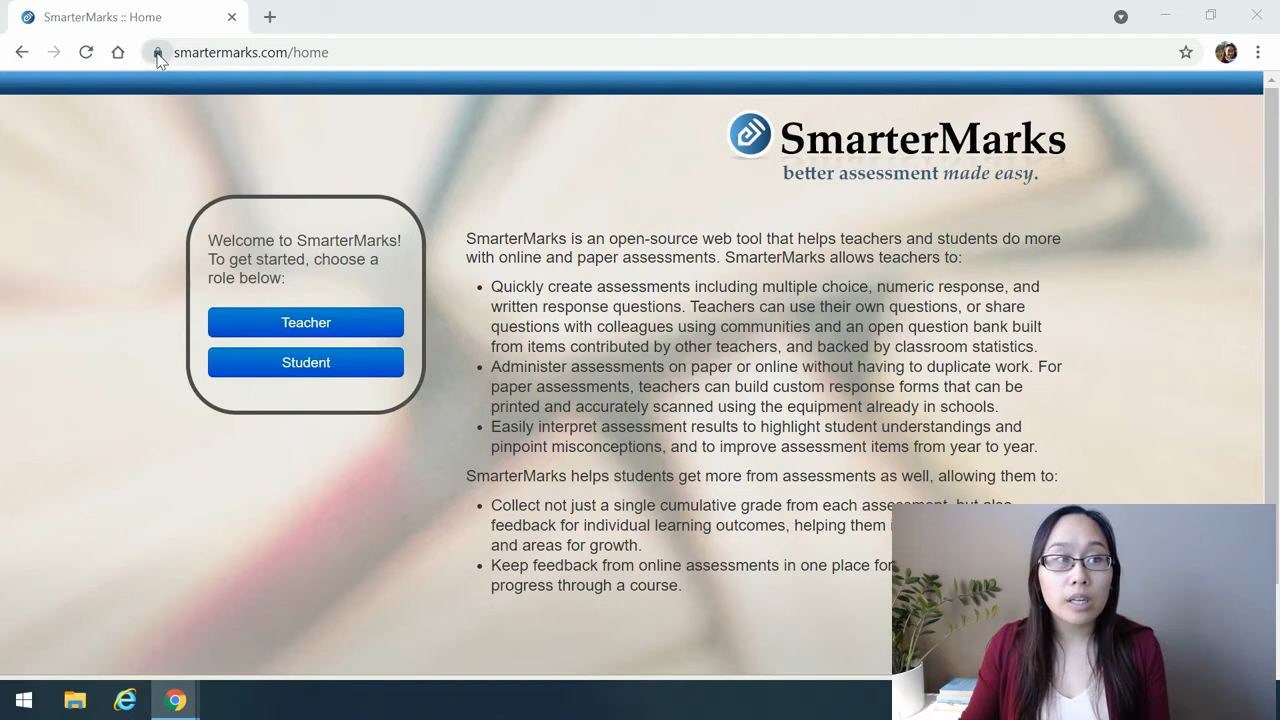 SmarterMarks :: Home
smartermarks.com/home
SmarterMarks
better assessment made easy.
Welcome to SmarterMarks!
To get started, choose a
role below:
Teacher
Student
SmarterMarks is an open-source web tool that helps teachers and students do more
with online and paper assessments. SmarterMarks allows teachers to:
• Quickly create assessments including multiple choice, numeric response, and
written response questions. Teachers can use their own questions, or share
questions with colleagues using communities and an open question bank built
from items contributed by other teachers, and backed by classroom statistics.
• Administer assessments on paper or online without having to duplicate work. For
paper assessments, teachers can build custom response forms that can be
printed and accurately scanned using the equipment already in schools.
• Easily interpret assessment results to highlight student understandings and
pinpoint misconceptions, and to improve assessment items from year to year.
SmarterMarks helps students get more from assessments as well, allowing them to:
• Collect not just a single cumulative grade from each assessment, but also
feedback for individual learning outcomes, helping them
and areas for growth.
• Keep feedback from online assessments in one place for
progress through a course.